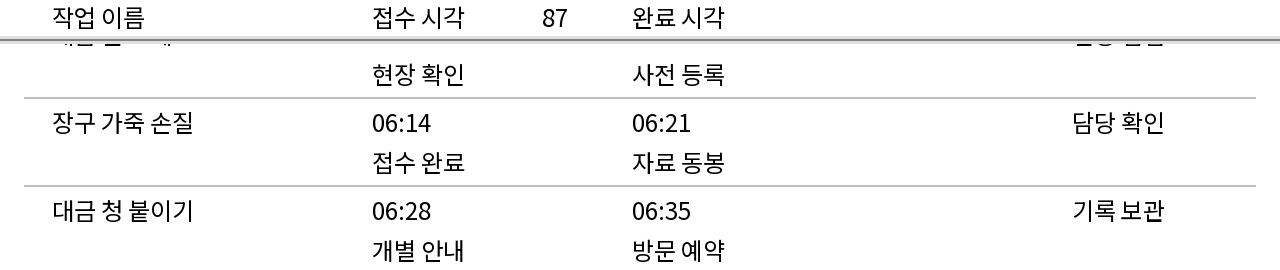 작업 이름 접수 시각 87 완료 시각
현장 확인 사전 등록
장구 가죽 손질 06:14 06:21 담당 확인
접수 완료 자료 동봉
대금 청 붙이기 06:28 06:35 기록 보관
개별 안내 방문 예약